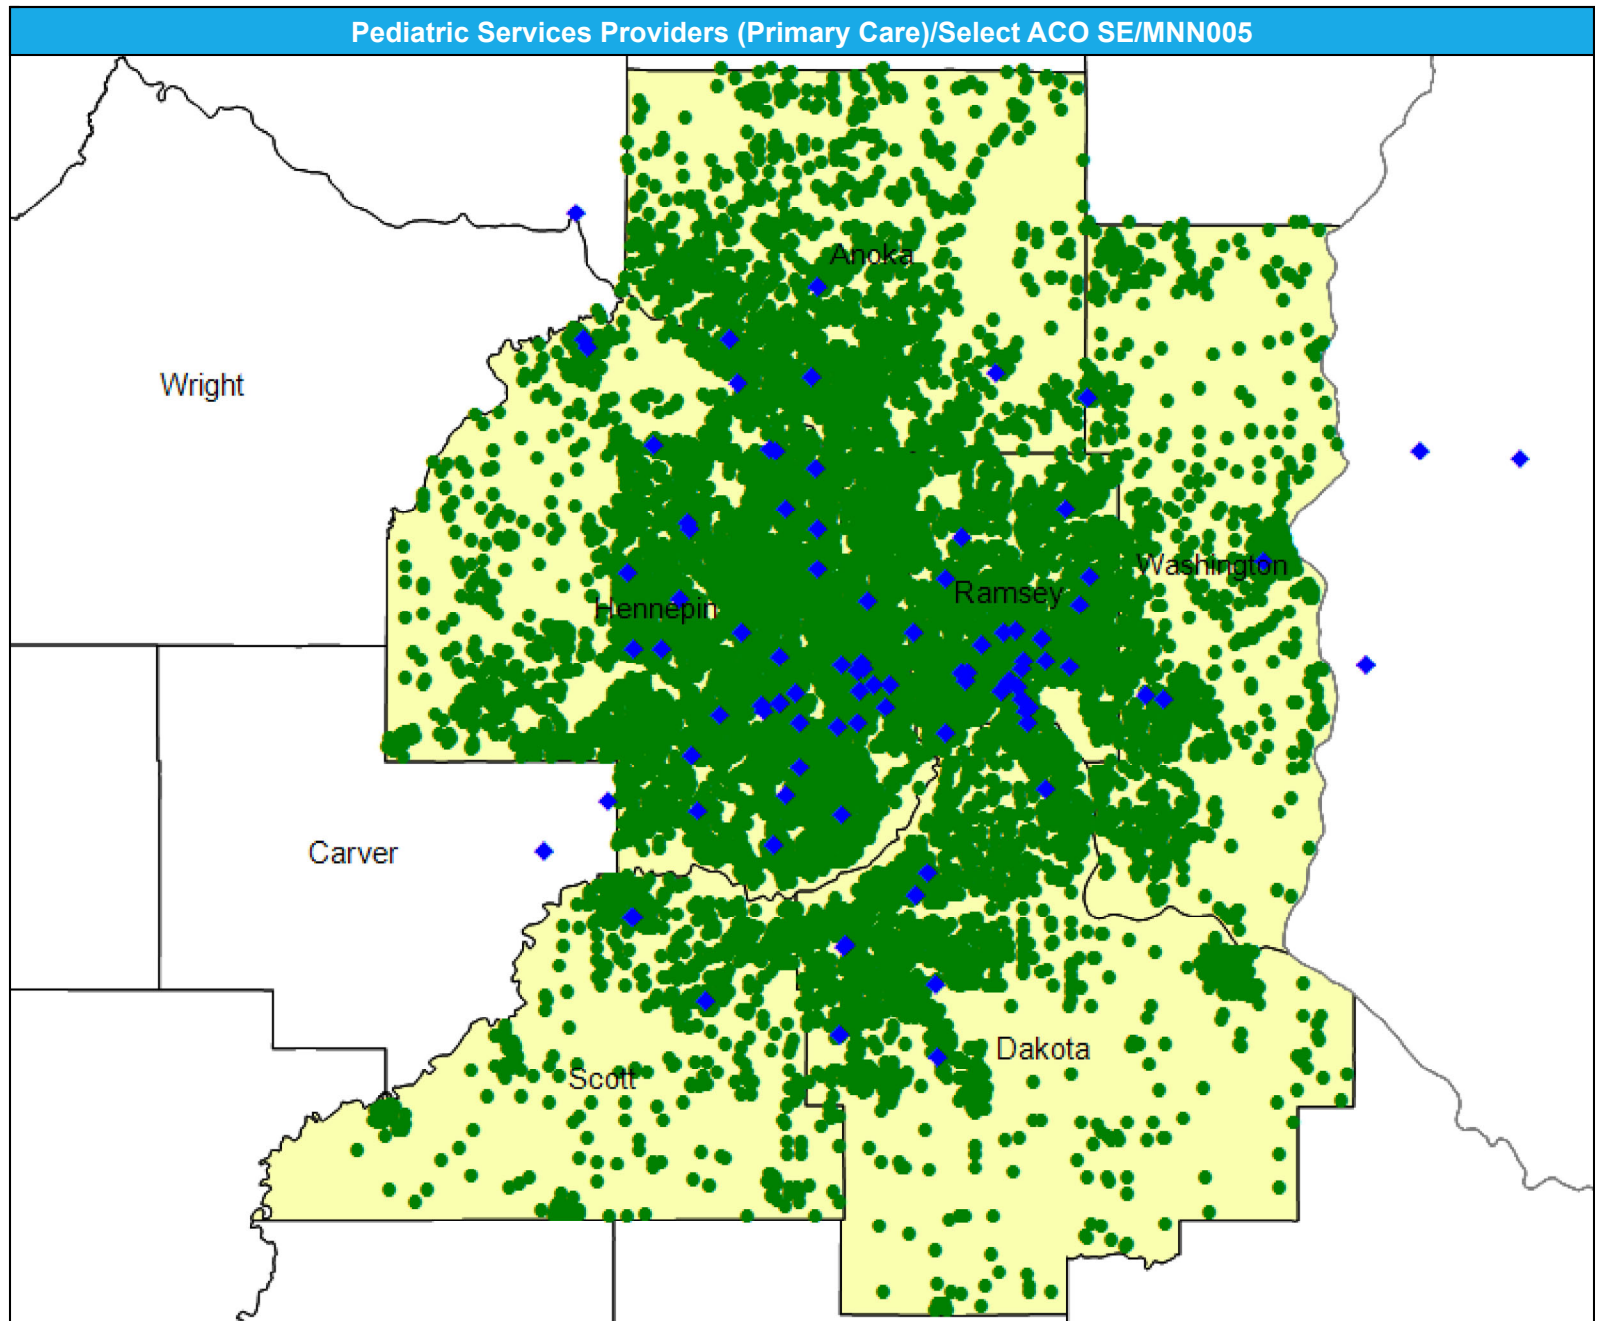 Pediatric Services Providers (Primary Care)/Select ACO SE/MNN005
Anoka
Wright
Washington
Ramsey
Hennepin
Carver
Dakota
Scott